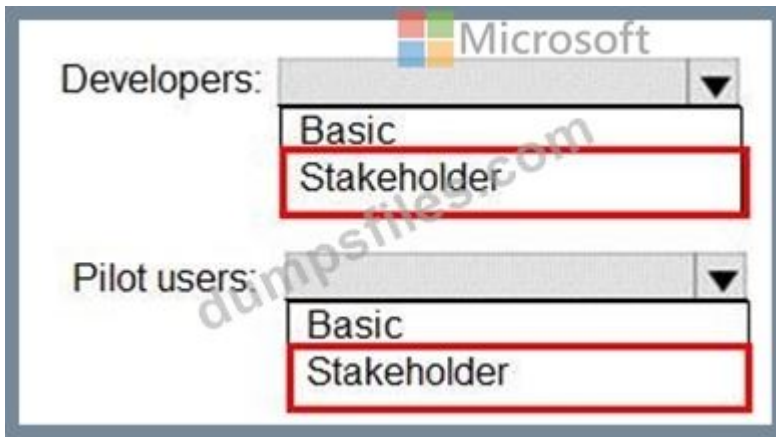 Microsoft
Developers:
Basic
Stakeholder
dumpsfiles.com
Pilot users:
Basic
Stakeholder